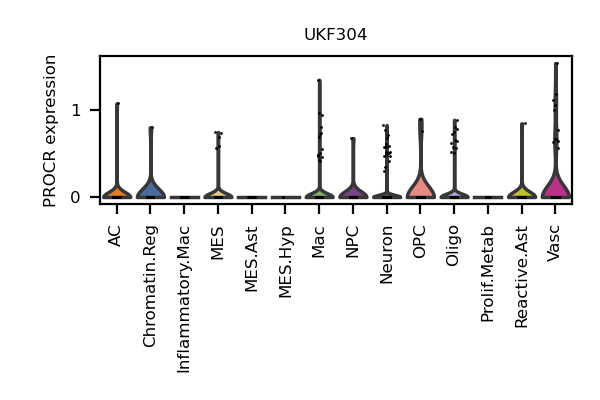 UKF304
PROCR expression
1
0
AC
Chromatin.Reg
Inflammatory.Mac
MES
MES.Ast
MES.Hyp
Mac
NPC
Neuron
OPC
Oligo
Prolif.Metab
Reactive.Ast
Vasc